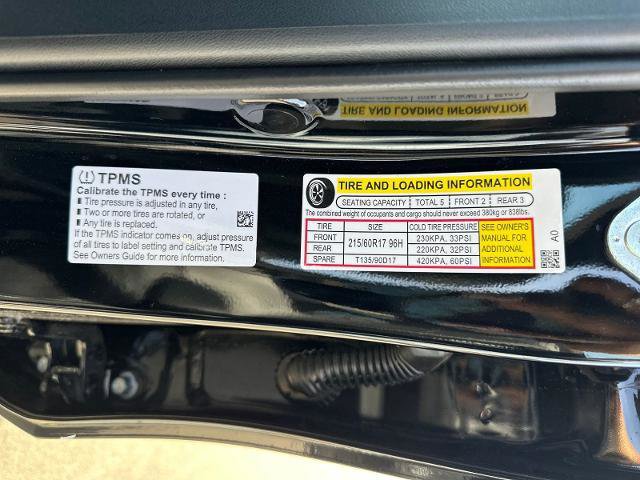 TIRE AND LOADING INFORMATION
TPMS
Calibrate the TPMS every time :
▪ Tire pressure is adjusted in any tire,
▪ Two or more tires are rotated, or
▪ Any tire is replaced.
If the TPMS indicator comes on, adjust pressure
of all tires to label setting and calibrate TPMS.
See Owners Guide for more information.
TIRE AND LOADING INFORMATION
SEATING CAPACITY | TOTAL 5 | FRONT 2 | REAR 3
The combined weight of occupants and cargo should never exceed 380kg or 838lbs.
TIRE SIZE COLD TIRE PRESSURE
FRONT 215/60R17 96H 230KPA, 33PSI
REAR 220KPA, 32PSI
SPARE T135/90D17 420KPA, 60PSI
SEE OWNER'S
MANUAL FOR
ADDITIONAL
INFORMATION
A0